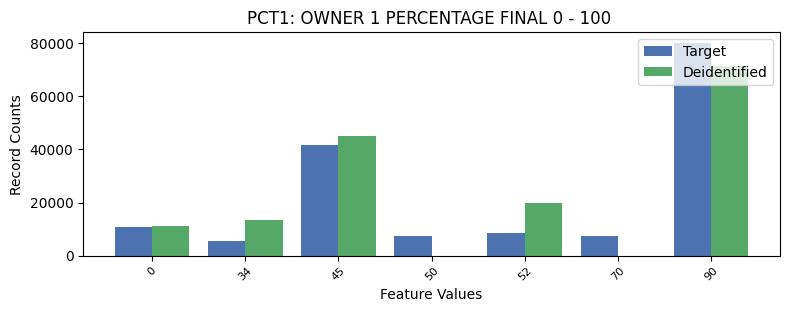 PCT1: OWNER 1 PERCENTAGE FINAL 0 - 100
Target
Deidentified
80000
60000
40000
20000
0
Record Counts
0 34 45 50 52 70 90
Feature Values